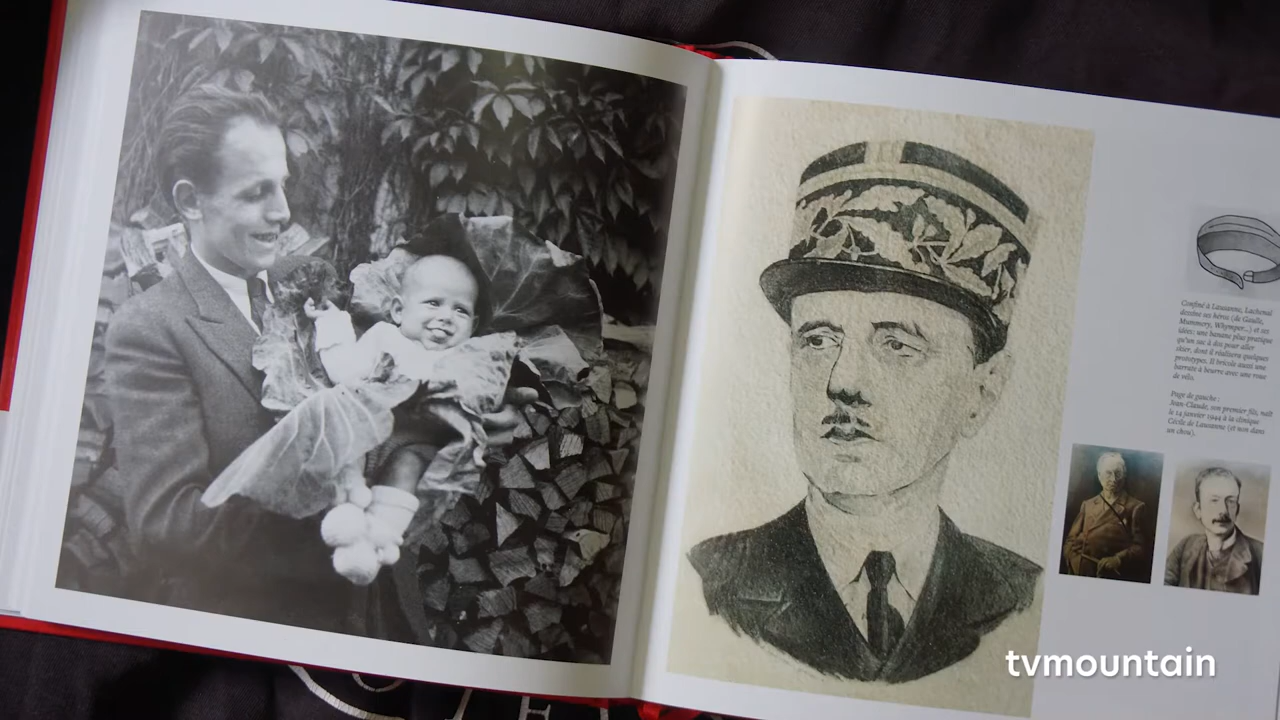 Confiné à Lausanne, Lachenal
dessine ses héros (de Gaulle,
Mummery, Whymper...) et ses
idées: une banane plus pratique
qu'un sac à dos pour aller
skier, dont il réalisera quelques
prototypes. Il bricole aussi une
barratte à beurre avec une roue
de vélo.
Page de gauche :
Jean-Claude, son premier fils, naît
le 14 janvier 1944 à la clinique
Cécile de Lausanne (et non dans
un chou).
tvmountain